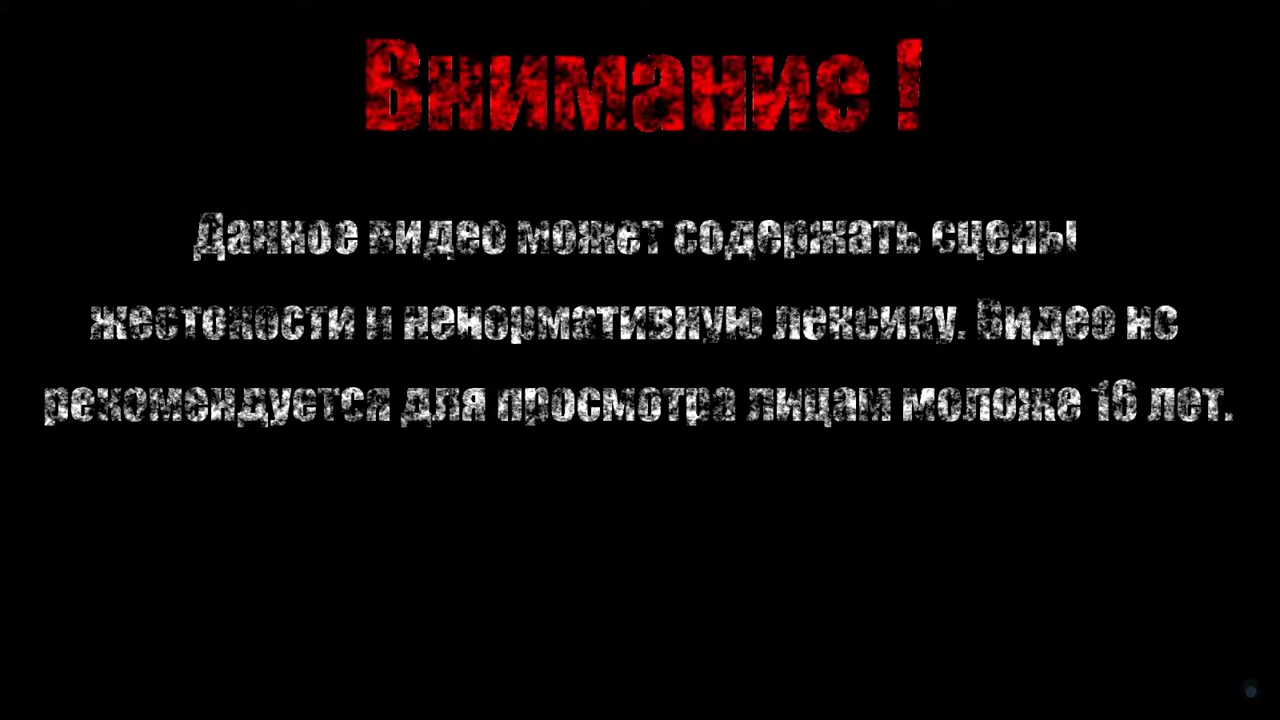 Внимание !
Данное видео может содержать сцены
жестокости и ненормативную лексику. Видео не
рекомендуется для просмотра лицам моложе 16 лет.